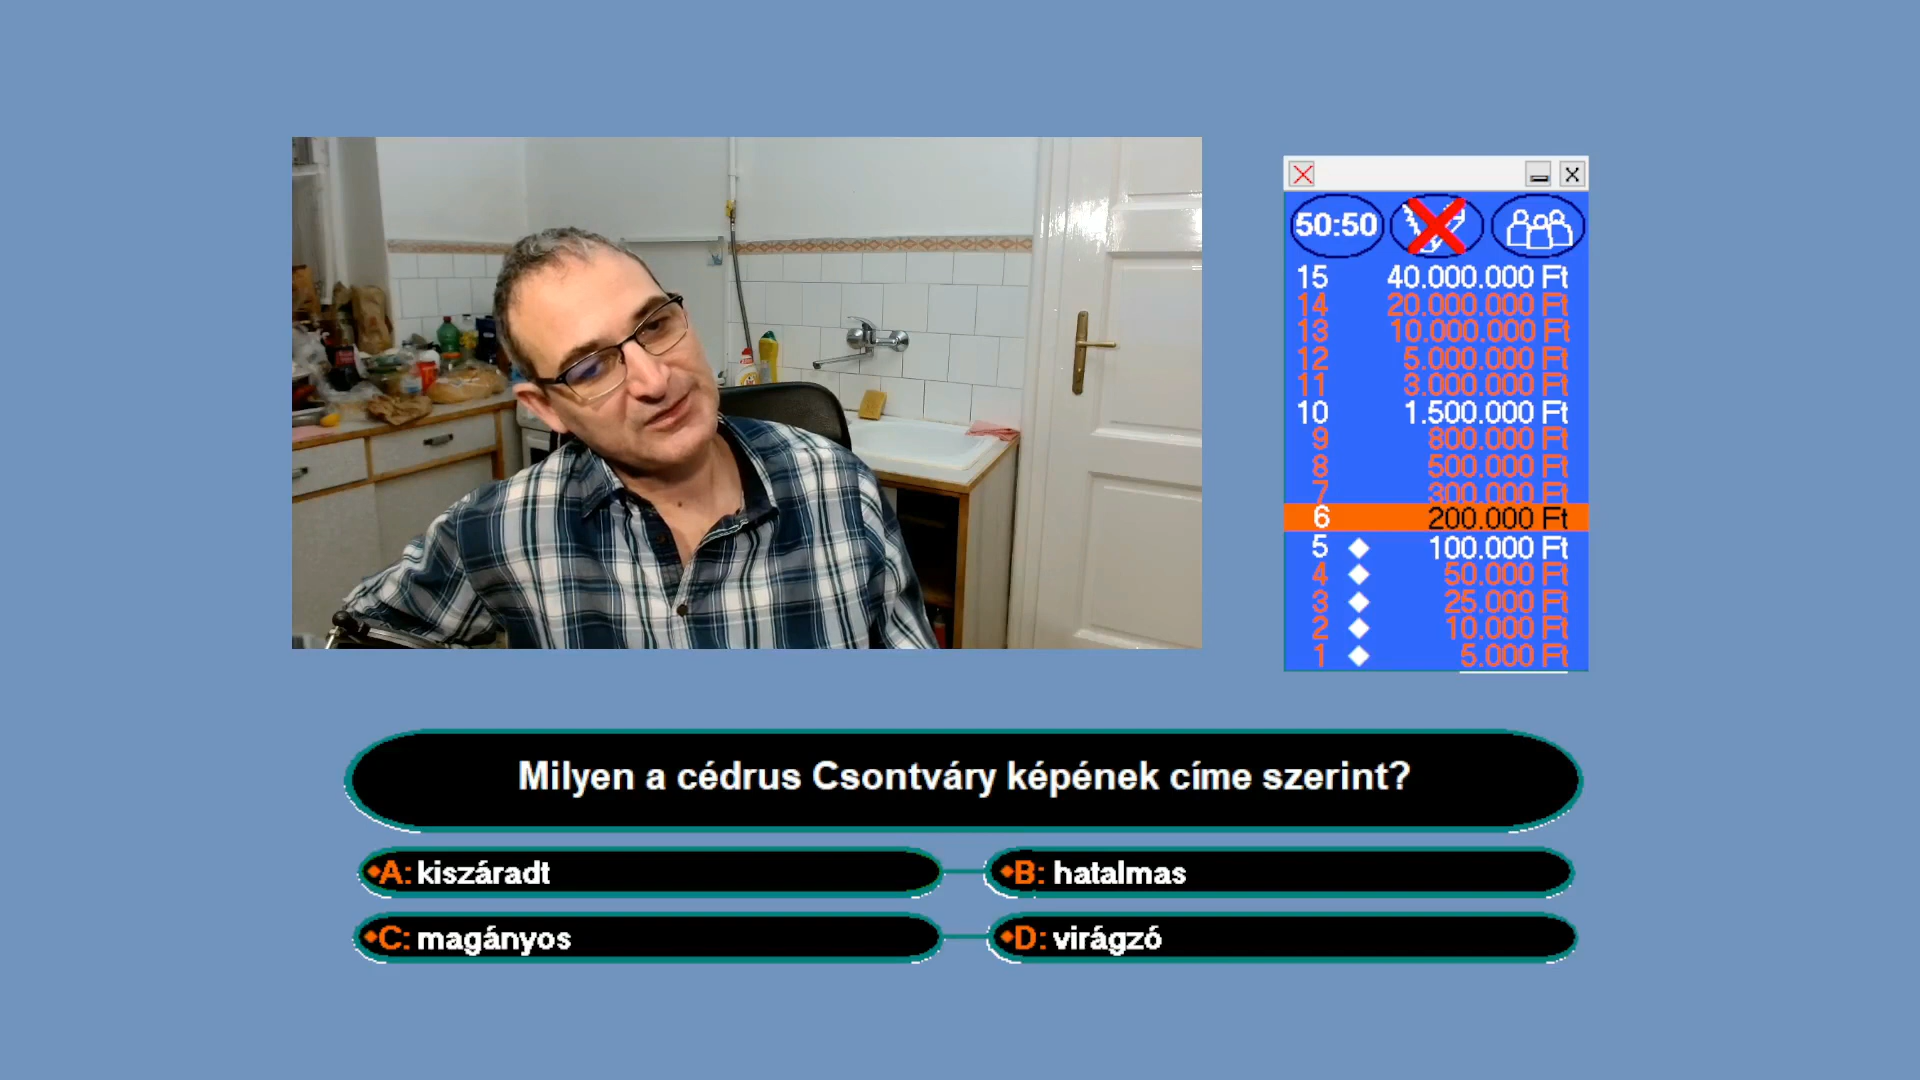 50:50
15 40.000.000 Ft
14 20.000.000 Ft
13 10.000.000 Ft
12 5.000.000 Ft
11 3.000.000 Ft
10 1.500.000 Ft
9 800.000 Ft
8 500.000 Ft
7 300.000 Ft
6 200.000 Ft
5 100.000 Ft
4 50.000 Ft
3 25.000 Ft
2 10.000 Ft
1 5.000 Ft
Milyen a cédrus Csontváry képének címe szerint?
A: kiszáradt
B: hatalmas
C: magányos
D: virágzó